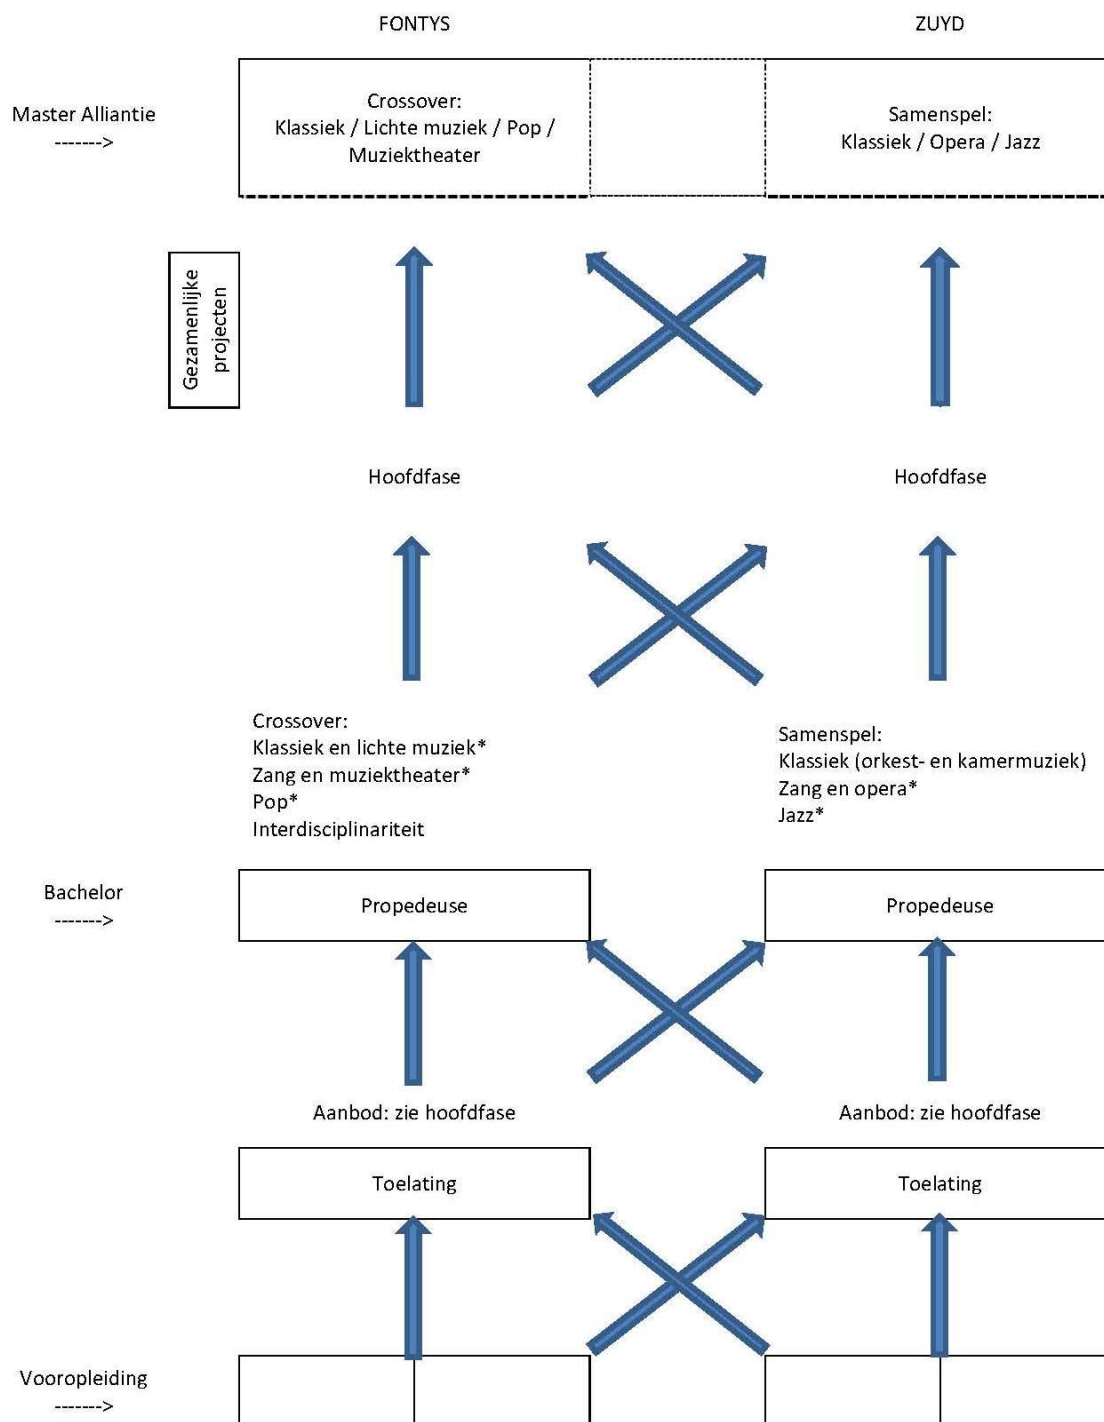 FONTYS
ZUYD
Master Alliantie
------->
Crossover:
Klassiek / Lichte muziek / Pop /
Muziektheater
Samenspel:
Klassiek / Opera / Jazz
Gezamenlijke
projecten
Hoofdfase
Hoofdfase
Crossover:
Klassiek en lichte muziek*
Zang en muziektheater*
Pop*
Interdisciplinariteit
Samenspel:
Klassiek (orkest- en kamermuziek)
Zang en opera*
Jazz*
Bachelor
------->
Propedeuse
Propedeuse
Aanbod: zie hoofdfase
Aanbod: zie hoofdfase
Toelating
Toelating
Vooropleiding
------->